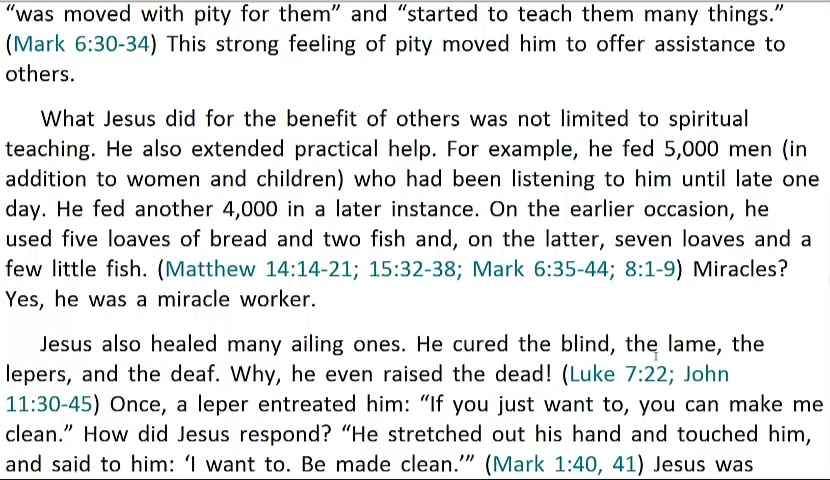 “was moved with pity for them” and “started to teach them many things.”
(Mark 6:30-34) This strong feeling of pity moved him to offer assistance to
others.
What Jesus did for the benefit of others was not limited to spiritual
teaching. He also extended practical help. For example, he fed 5,000 men (in
addition to women and children) who had been listening to him until late one
day. He fed another 4,000 in a later instance. On the earlier occasion, he
used five loaves of bread and two fish and, on the latter, seven loaves and a
few little fish. (Matthew 14:14-21; 15:32-38; Mark 6:35-44; 8:1-9) Miracles?
Yes, he was a miracle worker.
Jesus also healed many ailing ones. He cured the blind, the lame, the
lepers, and the deaf. Why, he even raised the dead! (Luke 7:22; John
11:30-45) Once, a leper entreated him: “If you just want to, you can make me
clean.” How did Jesus respond? “He stretched out his hand and touched him,
and said to him: ‘I want to. Be made clean.’” (Mark 1:40, 41) Jesus was